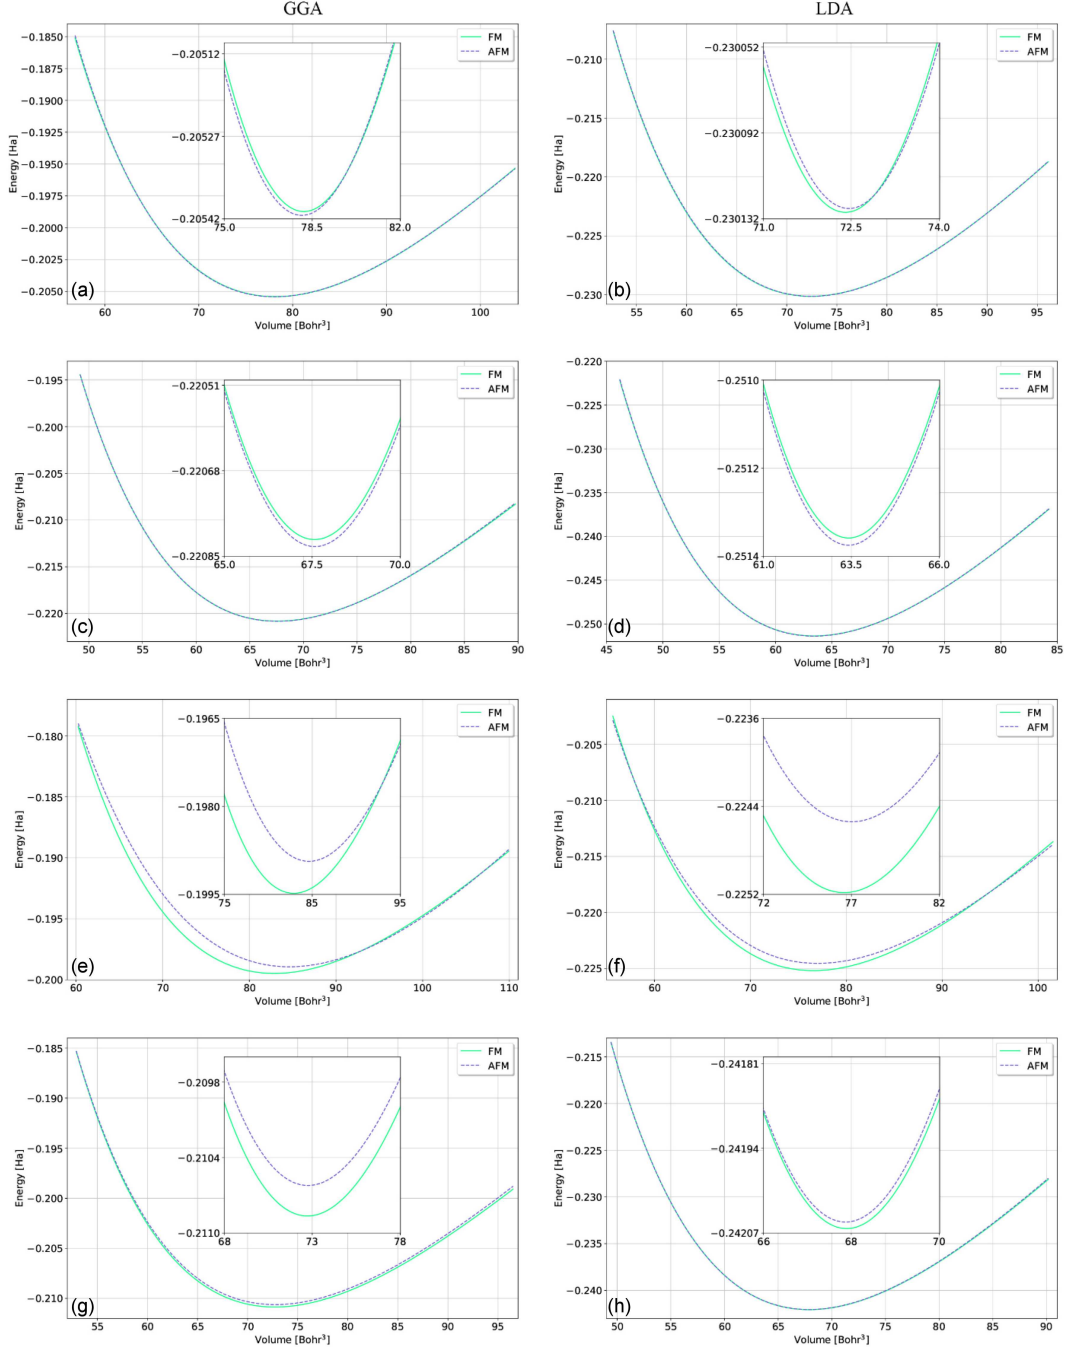 GGA
LDA
−0.1850
−0.1875
−0.1900
−0.1925
−0.1950
−0.1975
−0.2000
−0.2025
−0.2050
Energy [Ha]
FM
AFM
−0.20512
−0.20527
−0.20542
75.0 78.5 82.0
(a)
60 70 80 90 100
Volume [Bohr³]
−0.210
−0.215
−0.220
−0.225
−0.230
Energy [Ha]
FM
AFM
−0.230052
−0.230092
−0.230132
71.0 72.5 74.0
(b)
55 60 65 70 75 80 85 90 95
Volume [Bohr³]
−0.195
−0.200
−0.205
−0.210
−0.215
−0.220
Energy [Ha]
FM
AFM
−0.22051
−0.22068
−0.22085
65.0 67.5 70.0
(c)
50 55 60 65 70 75 80 85 90
Volume [Bohr³]
−0.220
−0.225
−0.230
−0.235
−0.240
−0.245
−0.250
Energy [Ha]
FM
AFM
−0.2510
−0.2512
−0.2514
61.0 63.5 66.0
(d)
45 50 55 60 65 70 75 80 85
Volume [Bohr³]
−0.180
−0.185
−0.190
−0.195
−0.200
Energy [Ha]
FM
AFM
−0.1965
−0.1980
−0.1995
75 85 95
(e)
60 70 80 90 100 110
Volume [Bohr³]
−0.205
−0.210
−0.215
−0.220
−0.225
Energy [Ha]
FM
AFM
−0.2236
−0.2244
−0.2252
72 77 82
(f)
60 70 80 90 100
Volume [Bohr³]
−0.185
−0.190
−0.195
−0.200
−0.205
−0.210
Energy [Ha]
FM
AFM
−0.2098
−0.2104
−0.2110
68 73 78
(g)
55 60 65 70 75 80 85 90 95
Volume [Bohr³]
−0.215
−0.220
−0.225
−0.230
−0.235
−0.240
Energy [Ha]
FM
AFM
−0.24181
−0.24194
−0.24207
66 68 70
(h)
50 55 60 65 70 75 80 85 90
Volume [Bohr³]